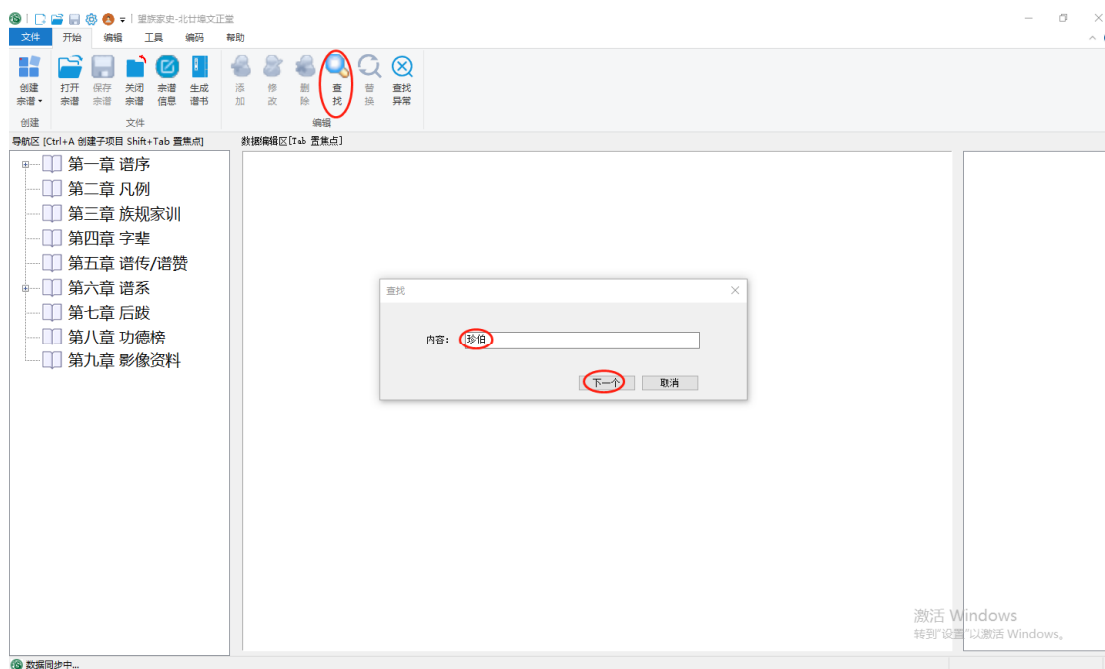 望族家史-北廿埠文正堂
文件 开始 编辑 工具 编码 帮助
创建宗谱 打开宗谱 保存宗谱 关闭宗谱 宗谱信息 生成谱书 添加 修改 删除 查找 替换 查找异常
创建 文件 编辑
导航区 [Ctrl+A 创建子项目 Shift+Tab 置焦点] 数据编辑区[Tab 置焦点]
第一章 谱序
第二章 凡例
第三章 族规家训
第四章 字辈
第五章 谱传/谱赞
第六章 谱系
第七章 后跋
第八章 功德榜
第九章 影像资料
查找
内容: 珍伯
下一个 取消
激活 Windows
转到"设置"以激活 Windows。
数据同步中...